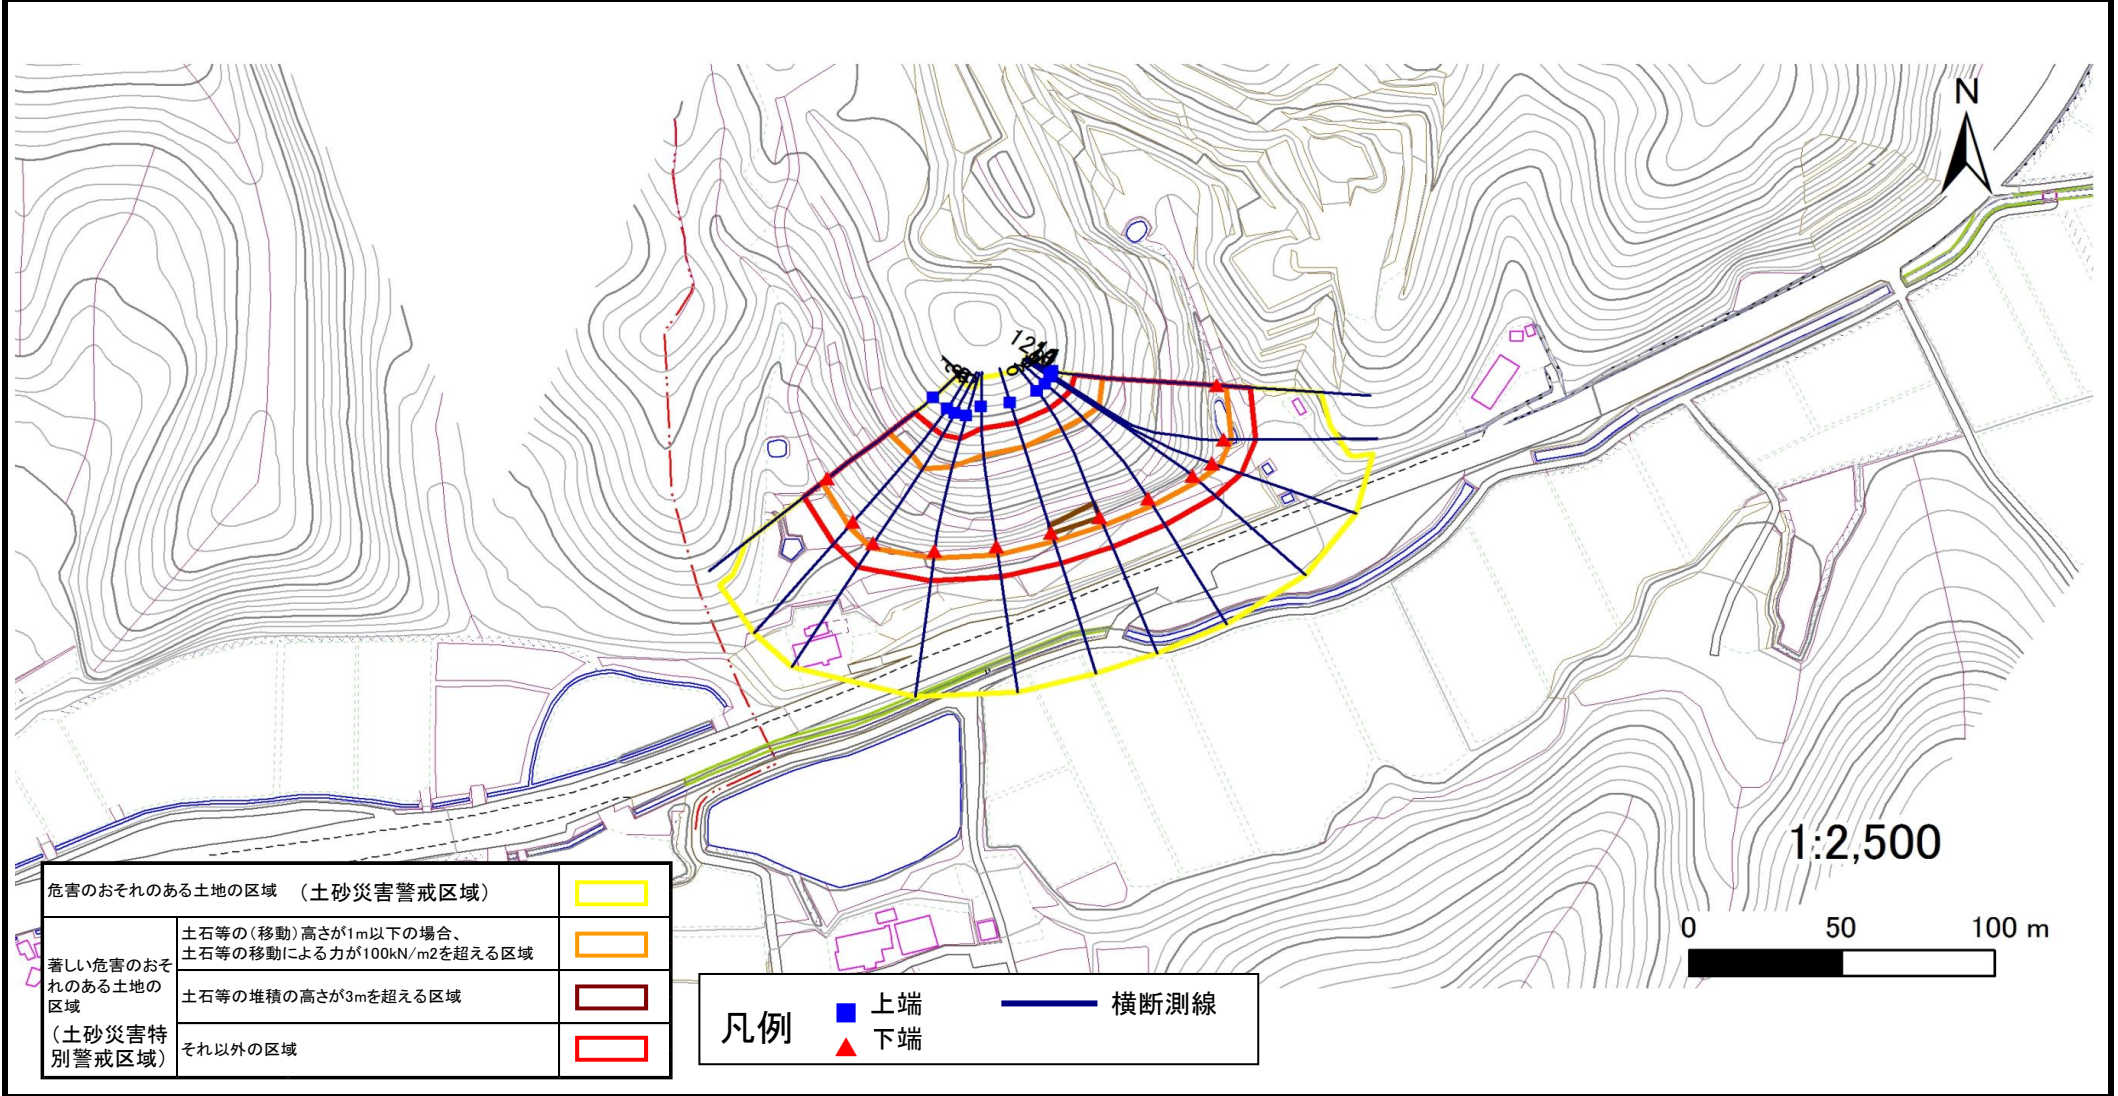 N
1:2,500
0 50 100 m
危害のおそれのある土地の区域 （土砂災害警戒区域）
著しい危害のおそ
れのある土地の
区域
（土砂災害特
別警戒区域）
土石等の（移動）高さが1m以下の場合、
土石等の移動による力が100kN/m2を超える区域
土石等の堆積の高さが3mを超える区域
それ以外の区域
凡例
上端
下端
横断測線